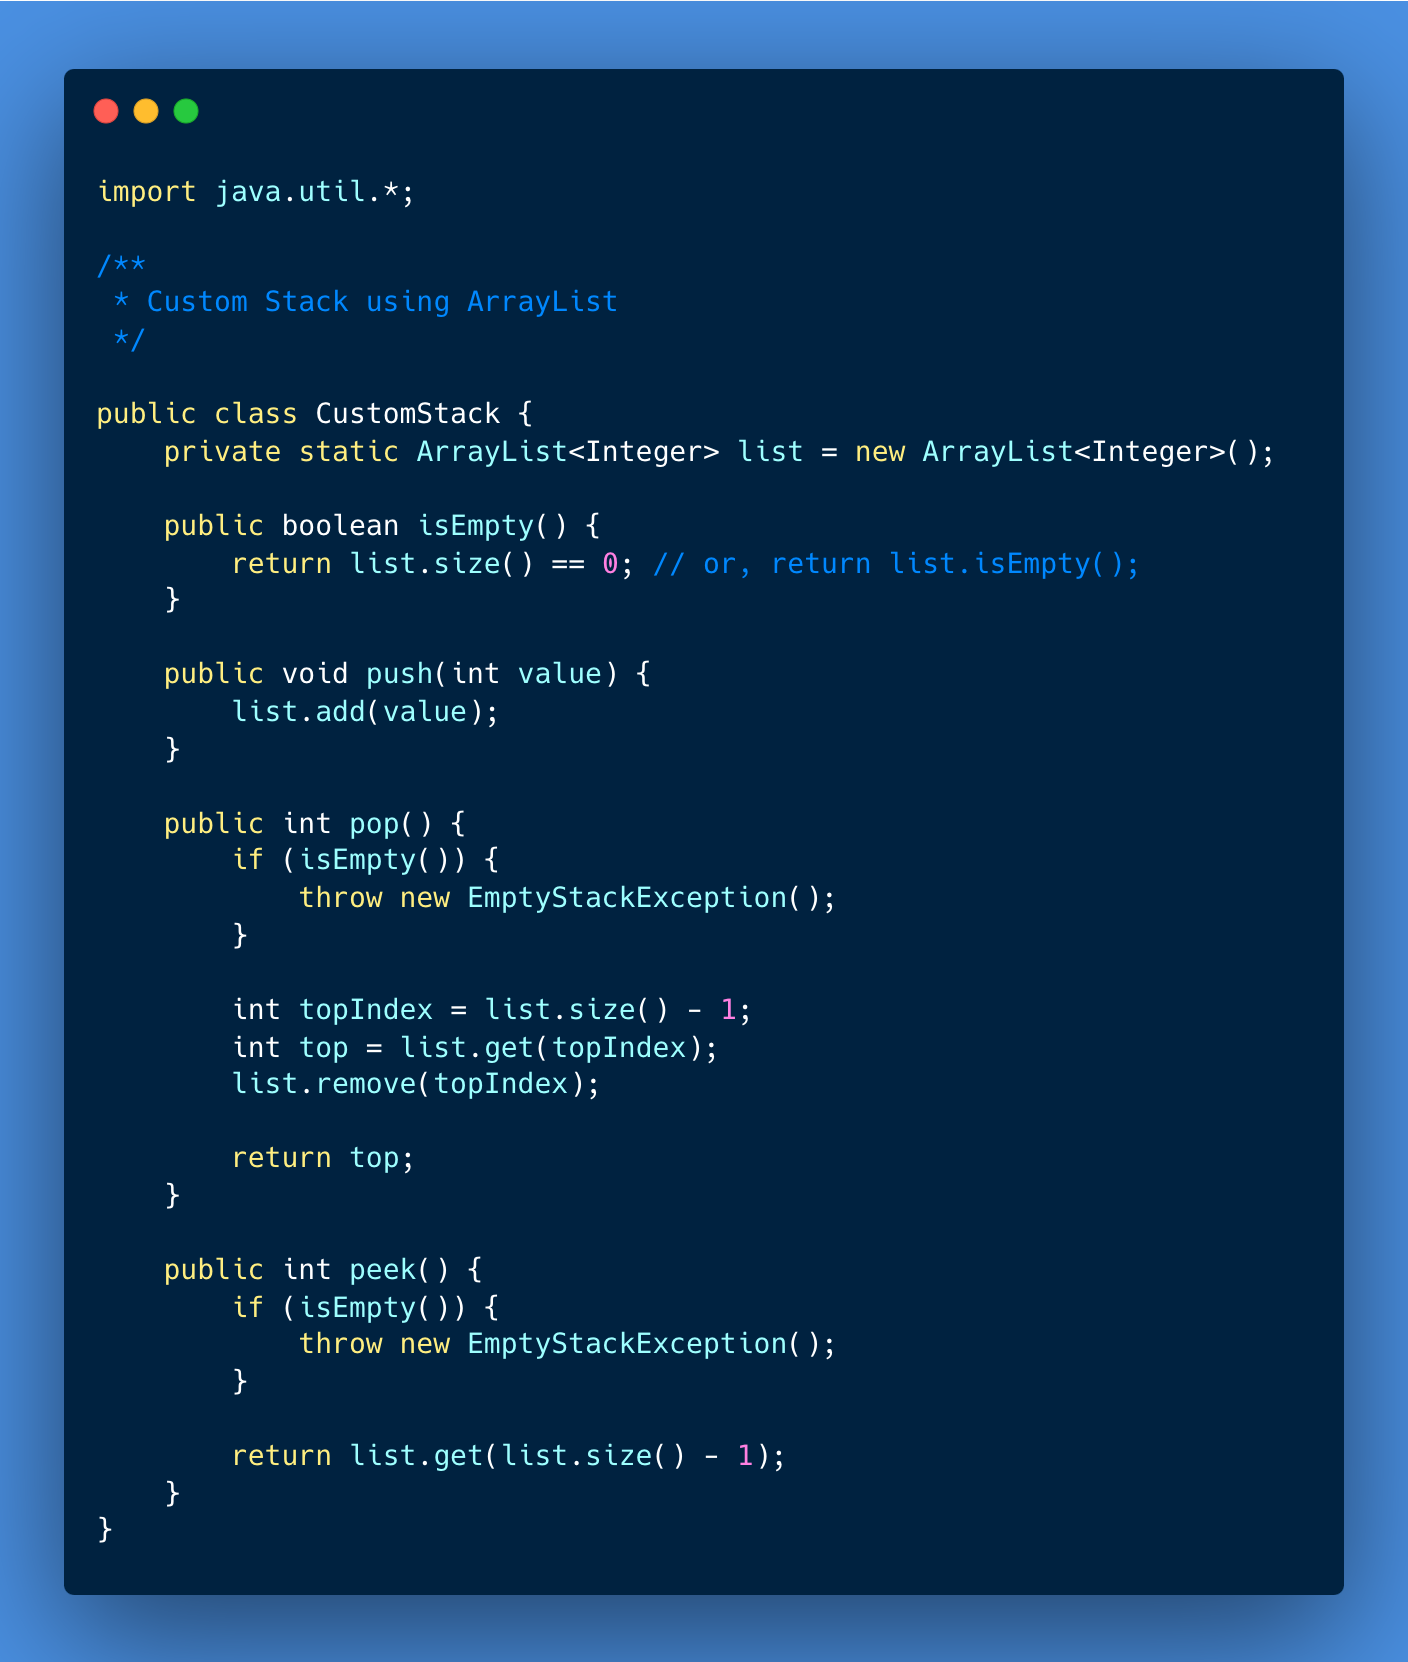 import java.util.*;

/**
 * Custom Stack using ArrayList
 */

public class CustomStack {
    private static ArrayList<Integer> list = new ArrayList<Integer>();

    public boolean isEmpty() {
        return list.size() == 0; // or, return list.isEmpty();
    }

    public void push(int value) {
        list.add(value);
    }

    public int pop() {
        if (isEmpty()) {
            throw new EmptyStackException();
        }

        int topIndex = list.size() - 1;
        int top = list.get(topIndex);
        list.remove(topIndex);

        return top;
    }

    public int peek() {
        if (isEmpty()) {
            throw new EmptyStackException();
        }

        return list.get(list.size() - 1);
    }
}